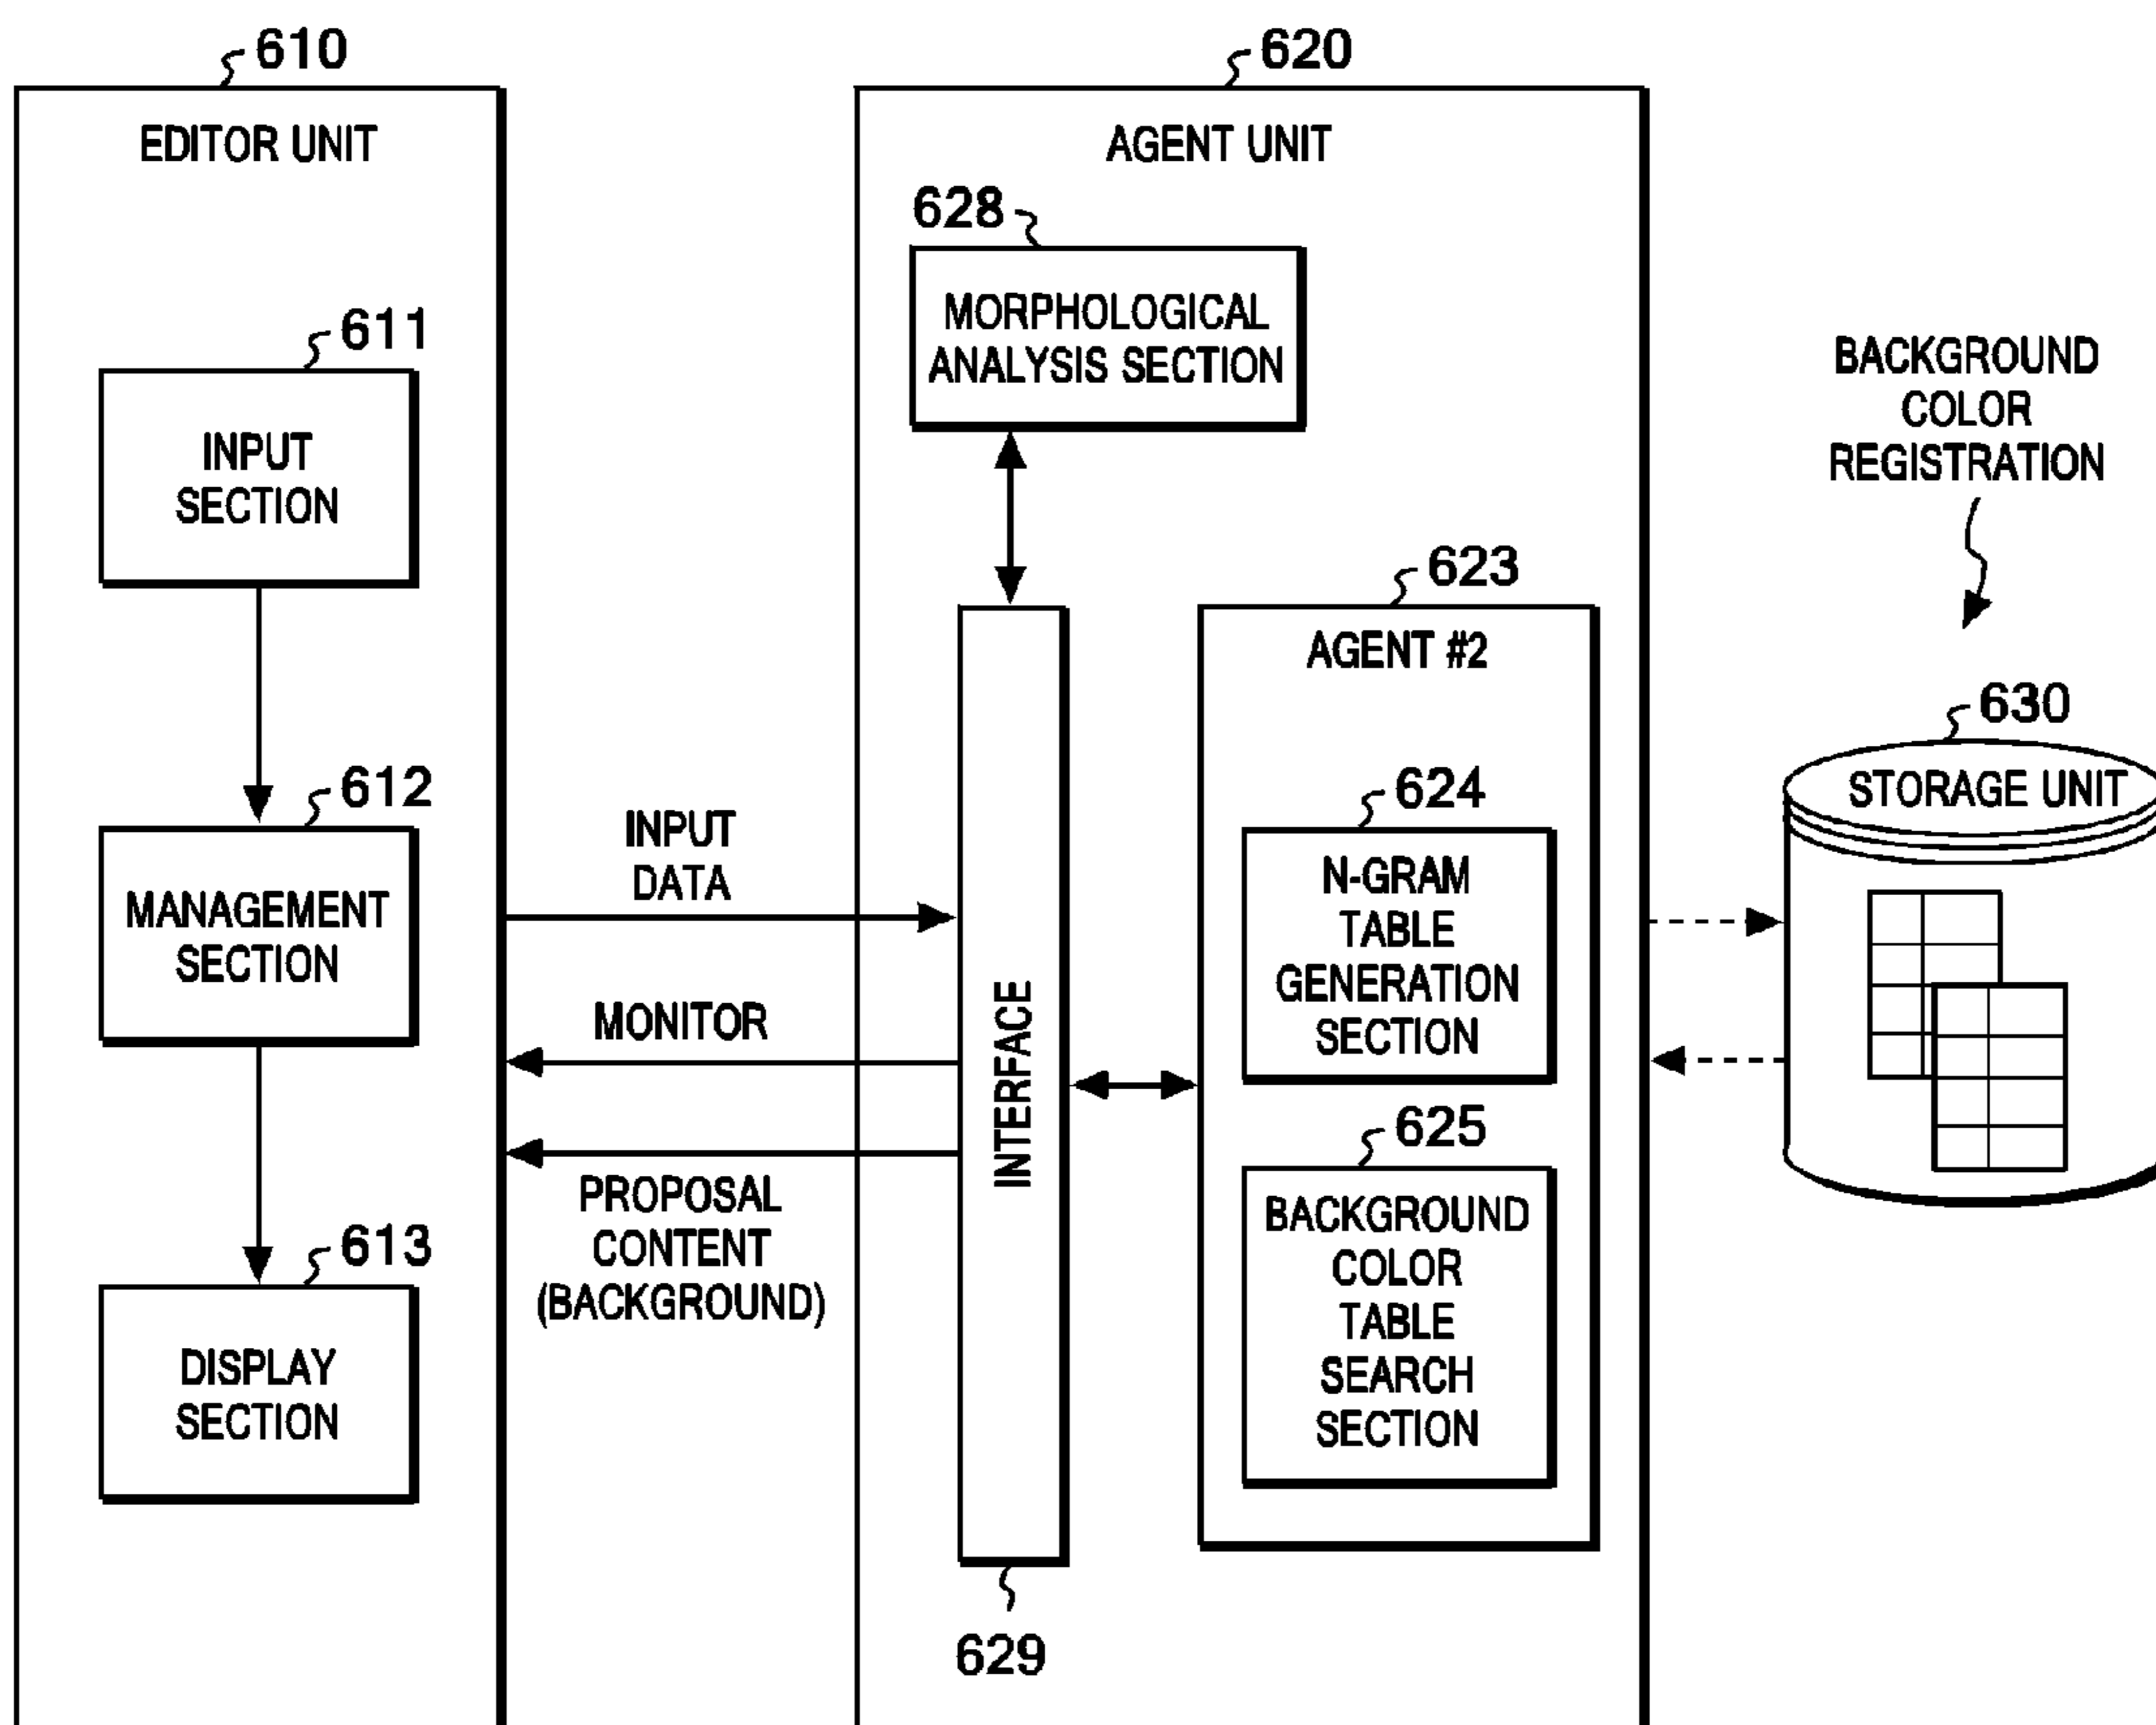 610
EDITOR UNIT
611
INPUT
SECTION
612
MANAGEMENT
SECTION
613
DISPLAY
SECTION
INPUT
DATA
MONITOR
PROPOSAL
CONTENT
(BACKGROUND)
620
AGENT UNIT
628
MORPHOLOGICAL
ANALYSIS SECTION
INTERFACE
629
623
AGENT #2
624
N-GRAM
TABLE
GENERATION
SECTION
625
BACKGROUND
COLOR
TABLE
SEARCH
SECTION
BACKGROUND
COLOR
REGISTRATION
630
STORAGE UNIT